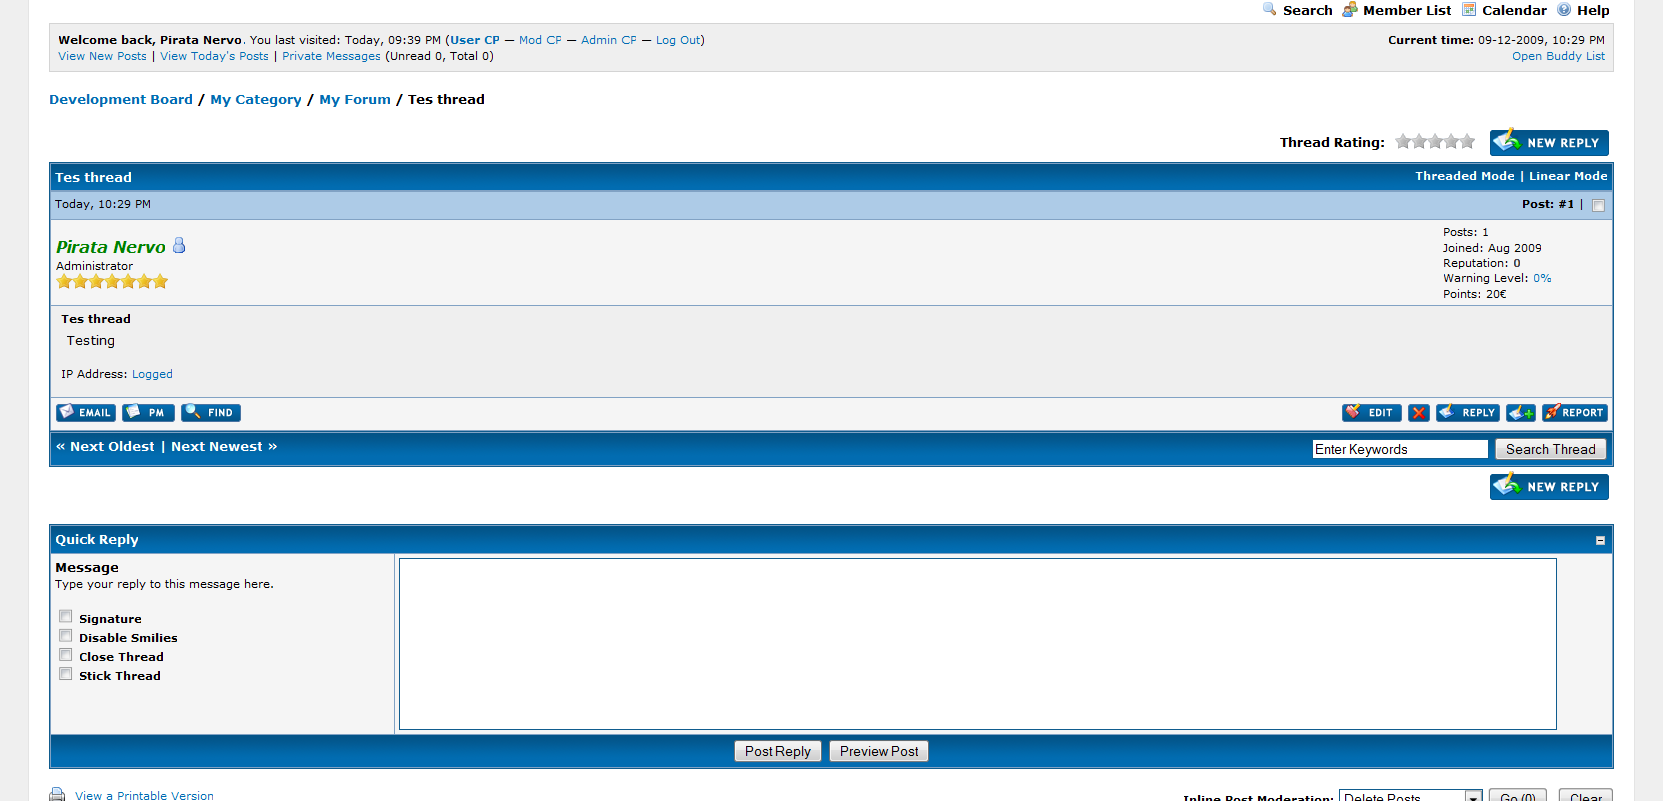 Search Member List Calendar Help
Welcome back, Pirata Nervo. You last visited: Today, 09:39 PM (User CP — Mod CP — Admin CP — Log Out)
Current time: 09-12-2009, 10:29 PM
View New Posts | View Today's Posts | Private Messages (Unread 0, Total 0)
Open Buddy List
Development Board / My Category / My Forum / Tes thread
Thread Rating:
NEW REPLY
Tes thread
Threaded Mode | Linear Mode
Today, 10:29 PM
Post: #1 |
Pirata Nervo
Administrator
Posts: 1
Joined: Aug 2009
Reputation: 0
Warning Level: 0%
Points: 20€
Tes thread
Testing
IP Address: Logged
EMAIL PM FIND
EDIT REPLY REPORT
« Next Oldest | Next Newest »
Enter Keywords
Search Thread
NEW REPLY
Quick Reply
Message
Type your reply to this message here.
Signature
Disable Smilies
Close Thread
Stick Thread
Post Reply
Preview Post
View a Printable Version
Inline Post Moderation: Delete Posts Go (0) Clear